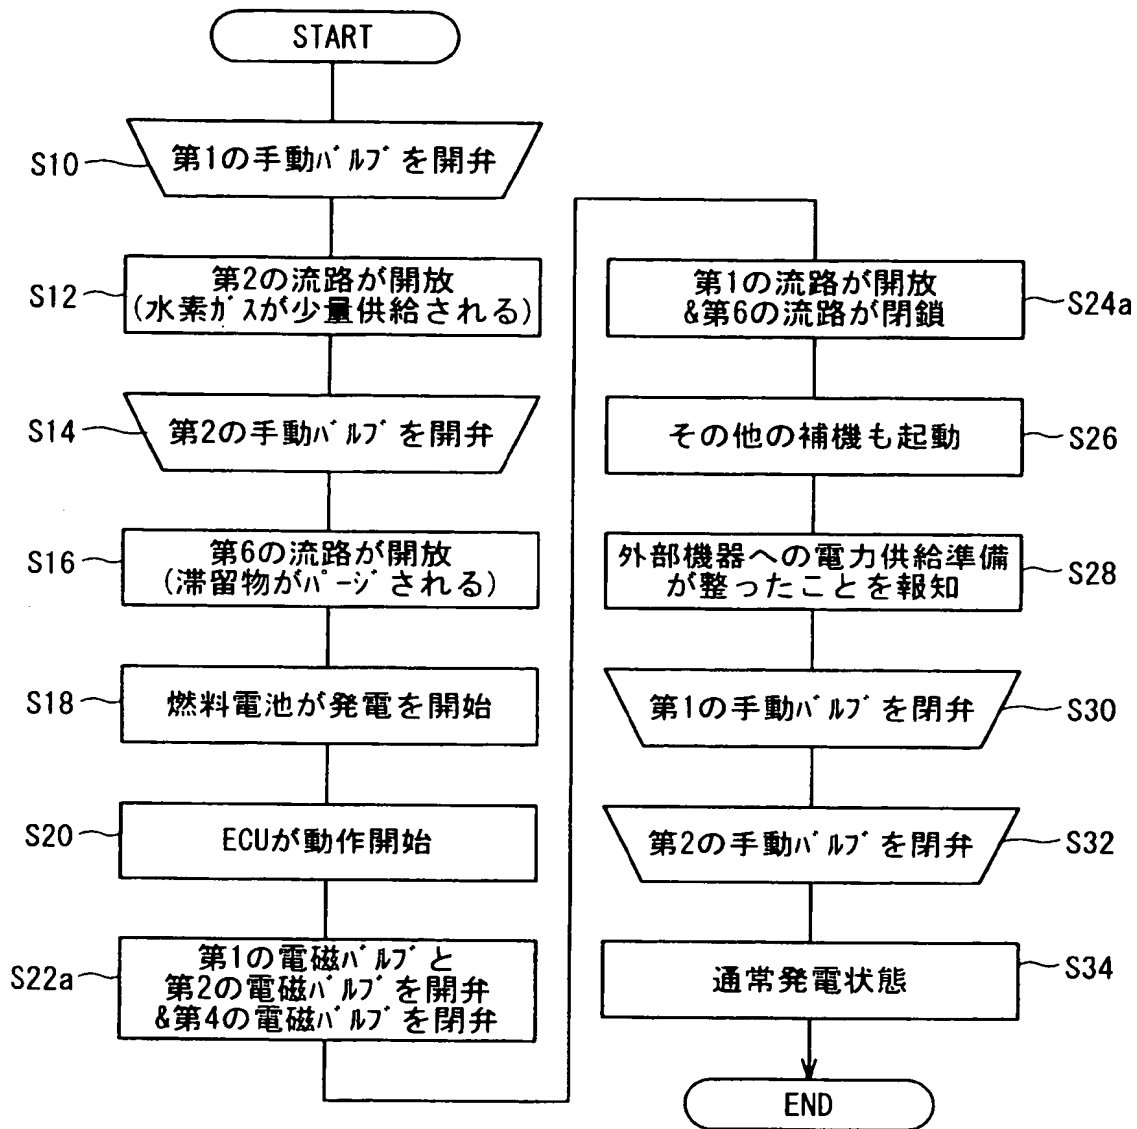 START
S10
第1の手動ﾊﾞﾙﾌﾞを開弁
S12
第2の流路が開放
(水素ｶﾞｽが少量供給される)
S14
第2の手動ﾊﾞﾙﾌﾞを開弁
S16
第6の流路が開放
(滞留物がﾊﾟｰｼﾞされる)
S18
燃料電池が発電を開始
S20
ECUが動作開始
S22a
第1の電磁ﾊﾞﾙﾌﾞと
第2の電磁ﾊﾞﾙﾌﾞを開弁
&第4の電磁ﾊﾞﾙﾌﾞを閉弁
第1の流路が開放
&第6の流路が閉鎖
S24a
その他の補機も起動
S26
外部機器への電力供給準備
が整ったことを報知
S28
第1の手動ﾊﾞﾙﾌﾞを閉弁
S30
第2の手動ﾊﾞﾙﾌﾞを閉弁
S32
通常発電状態
S34
END